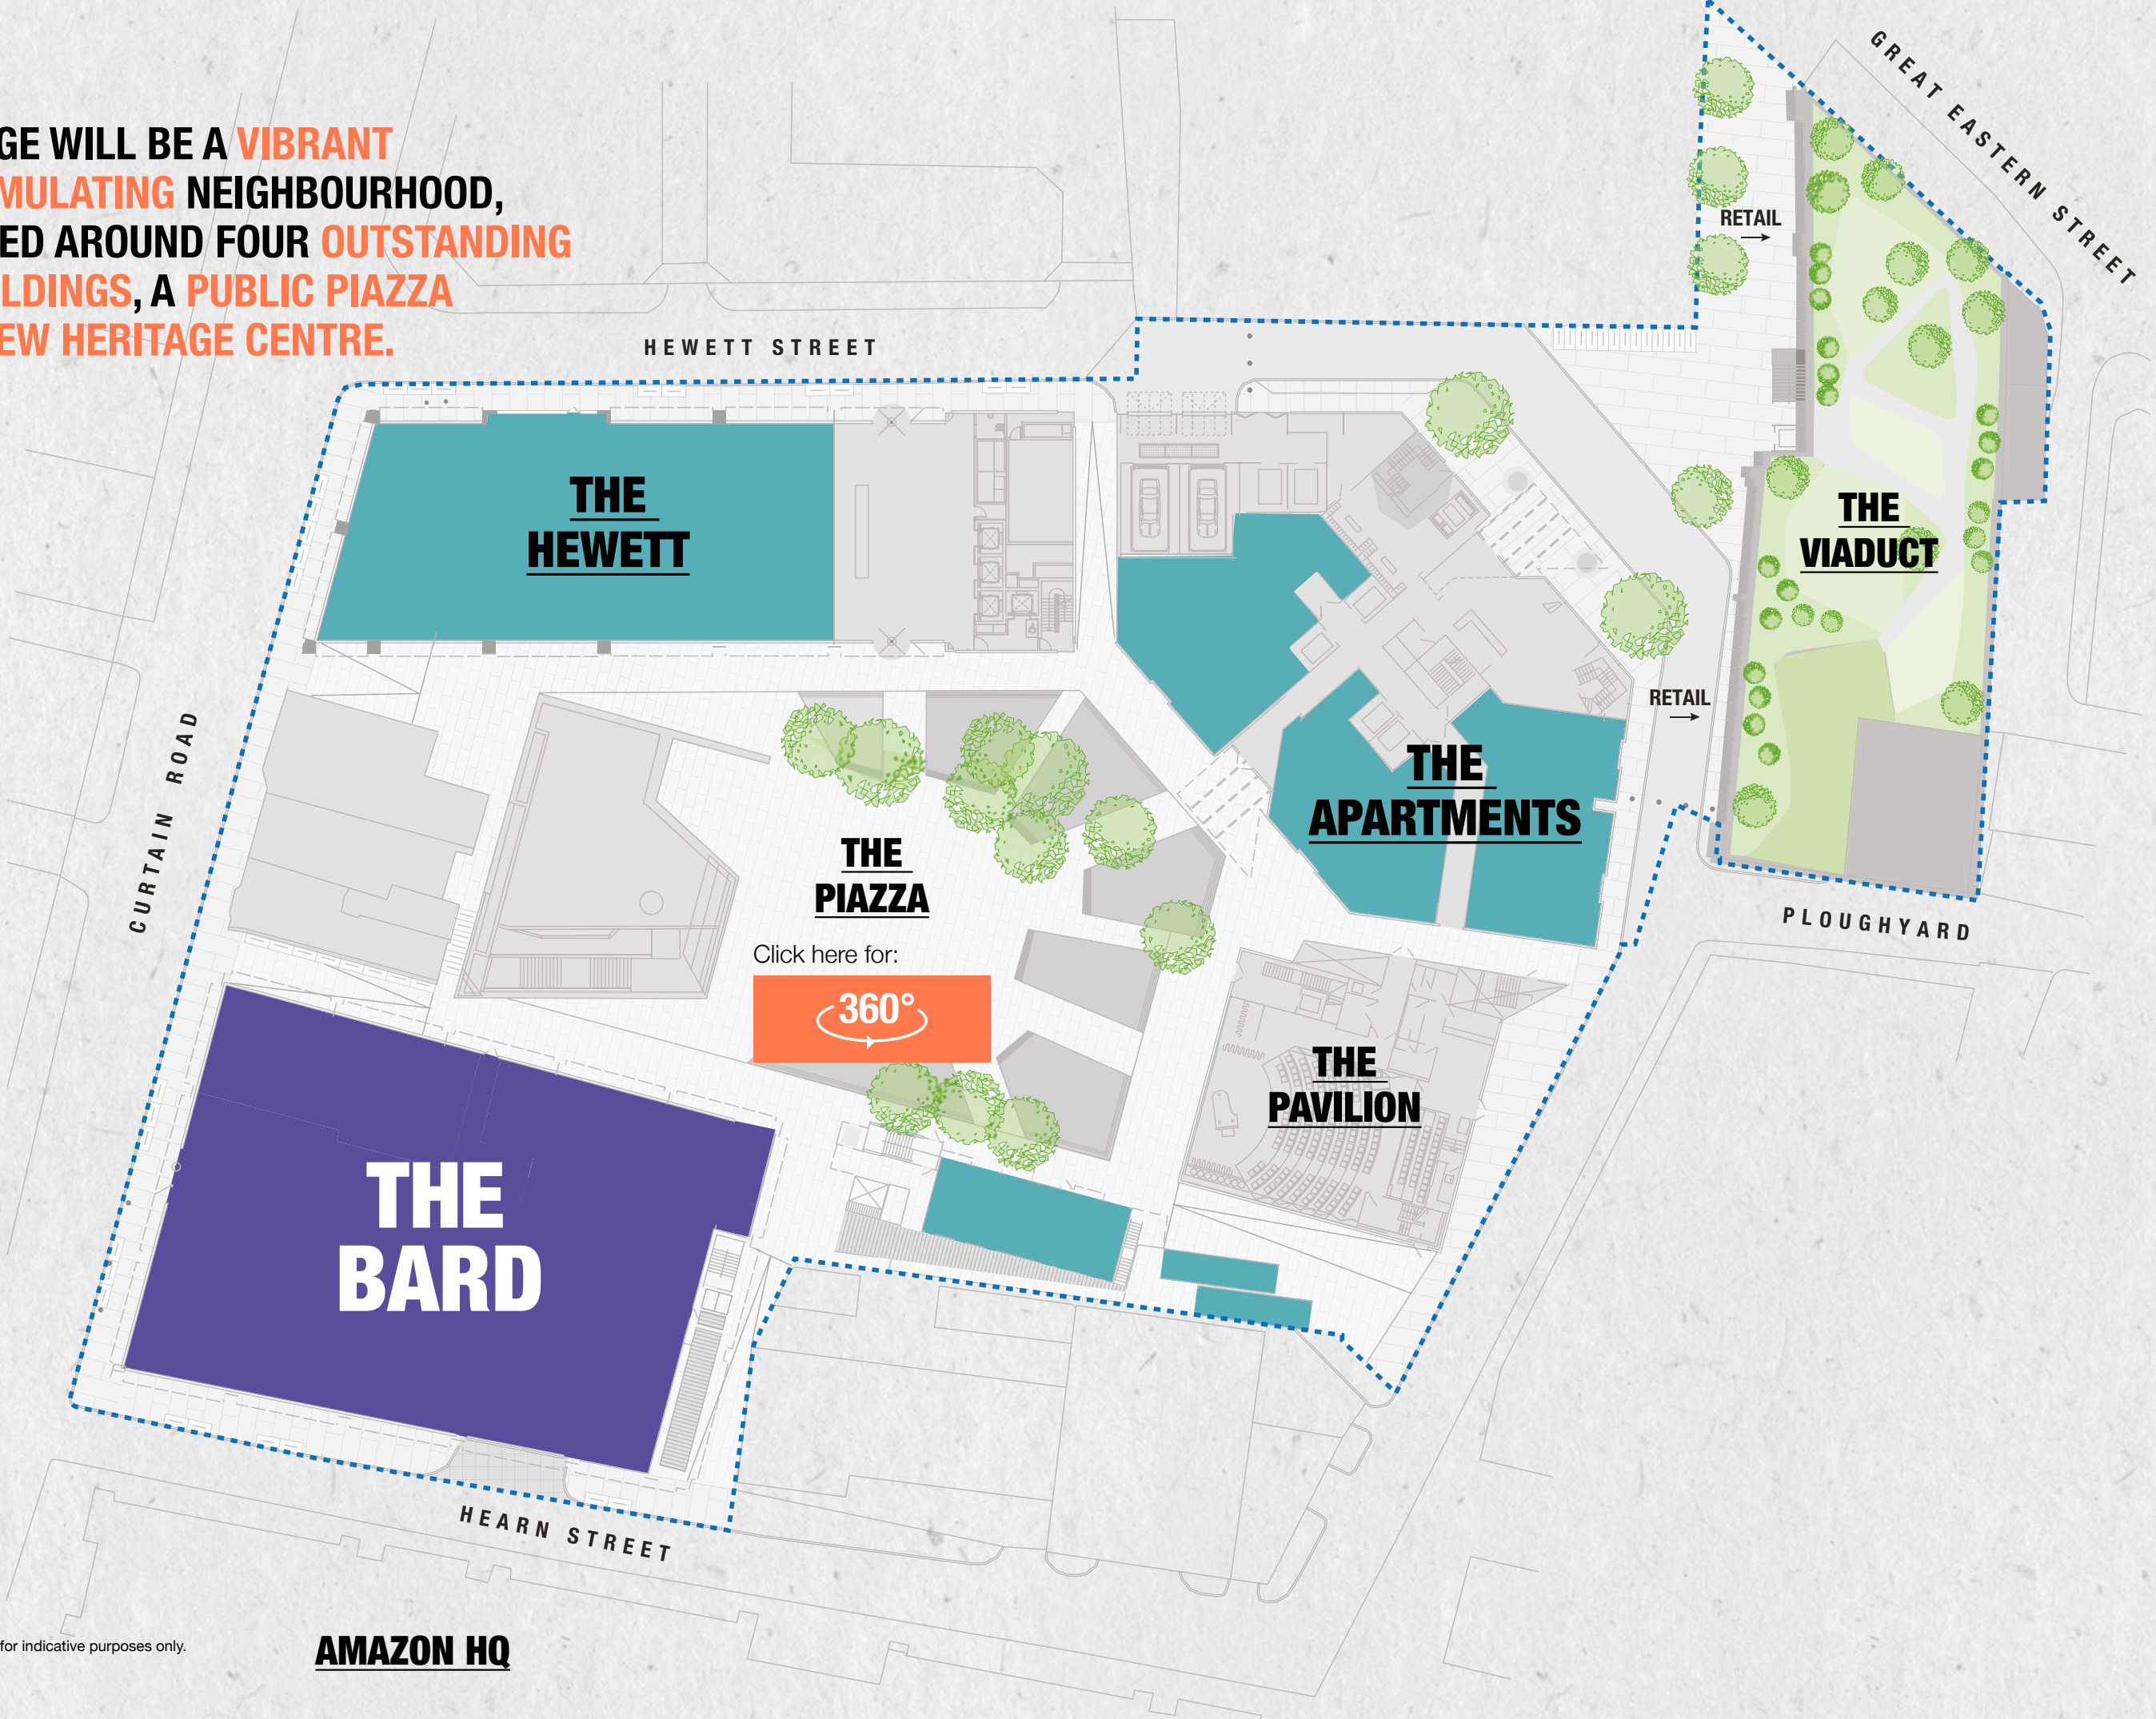 GE WILL BE A VIBRANT
MULATING NEIGHBOURHOOD,
ED AROUND FOUR OUTSTANDING
LDINGS, A PUBLIC PIAZZA
EW HERITAGE CENTRE.
GREAT EASTERN STREET
RETAIL
HEWETT STREET
THE
HEWETT
THE
VIADUCT
RETAIL
CURTAIN ROAD
THE
APARTMENTS
THE
PIAZZA
Click here for:
360°
PLOUGHYARD
THE
PAVILION
THE
BARD
HEARN STREET
for indicative purposes only.
AMAZON HQ